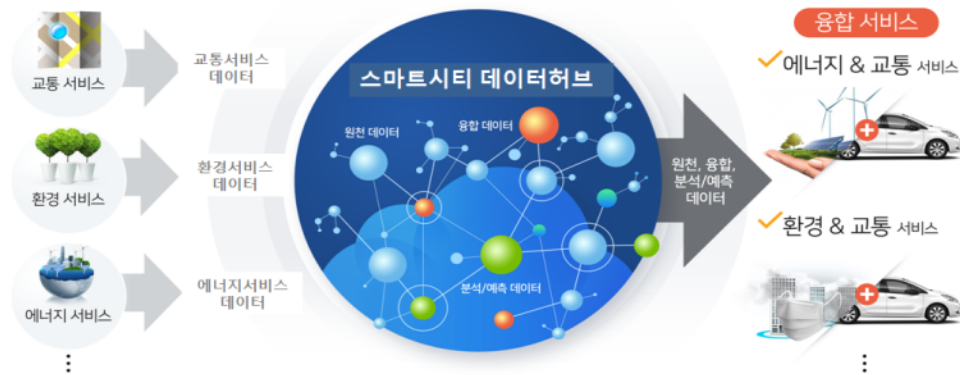 교통 서비스
교통서비스
데이터
환경 서비스
환경서비스
데이터
에너지 서비스
에너지서비스
데이터
스마트시티 데이터허브
원천 데이터
융합 데이터
분석/예측 데이터
원천, 융합,
분석/예측
데이터
융합 서비스
에너지 & 교통 서비스
환경 & 교통 서비스